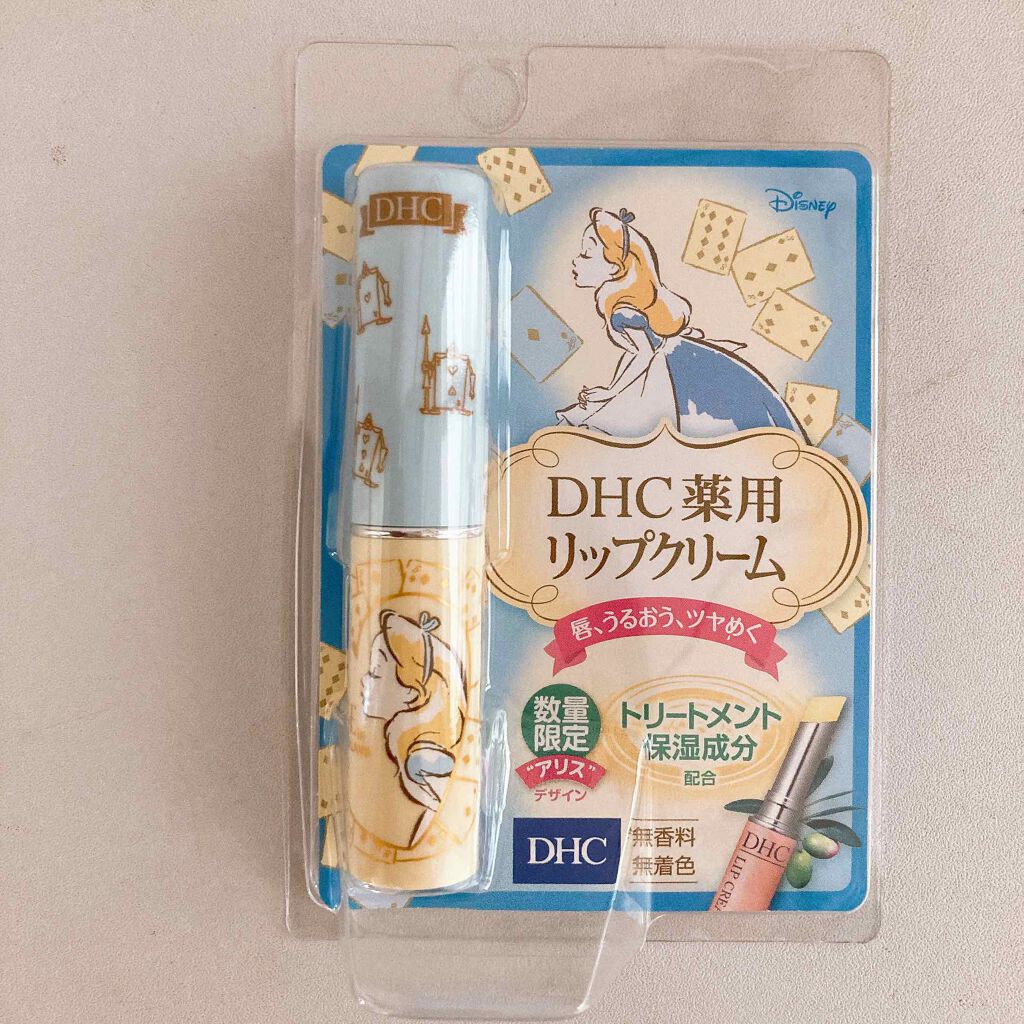 DHC
Disney
DHC薬用
リップクリーム
唇、うるおう、ツヤめく
数量
限定
"アリス"
デザイン
トリートメント
保湿成分
配合
DHC
無香料
無着色
DHC
LIP CREA